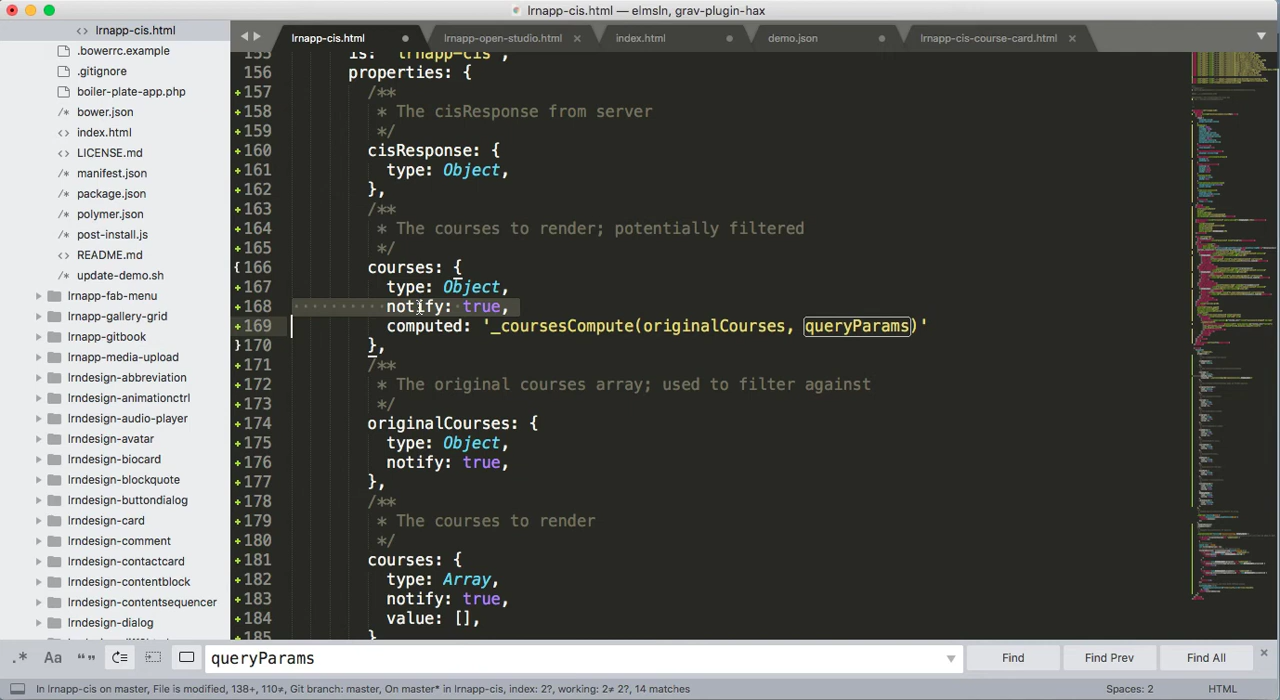 lrnapp-cis.html — elmsln, grav-plugin-hax
<> lrnapp-cis.html
.bowerrc.example
.gitignore
boiler-plate-app.php
/* bower.json
<> index.html
<> LICENSE.md
/* manifest.json
/* package.json
/* polymer.json
/* post-install.js
<> README.md
/* update-demo.sh
lrnapp-fab-menu
lrnapp-gallery-grid
lrnapp-gitbook
lrnapp-media-upload
lrndesign-abbreviation
lrndesign-animationctrl
lrndesign-audio-player
lrndesign-avatar
lrndesign-biocard
lrndesign-blockquote
lrndesign-buttondialog
lrndesign-card
lrndesign-comment
lrndesign-contactcard
lrndesign-contentblock
lrndesign-contentsequencer
lrndesign-dialog
lrnapp-cis.html lrnapp-open-studio.html × index.html demo.json lrnapp-cis-course-card.html ×
155 is: 'lrnapp-cis',
156 properties: {
157 /**
158 * The cisResponse from server
159 */
160 cisResponse: {
161 type: Object,
162 },
163 /**
164 * The courses to render; potentially filtered
165 */
166 courses: {
167 type: Object,
168 notify: true,
169 computed: '_coursesCompute(originalCourses, queryParams)'
170 },
171 /**
172 * The original courses array; used to filter against
173 */
174 originalCourses: {
175 type: Object,
176 notify: true,
177 },
178 /**
179 * The courses to render
180 */
181 courses: {
182 type: Array,
183 notify: true,
184 value: [],
185 }
.* Aa “” queryParams Find Find Prev Find All ×
In lrnapp-cis on master, File is modified, 138+, 110≠, Git branch: master, On master* in lrnapp-cis, index: 2?, working: 2≠ 2?, 14 matches Spaces: 2 HTML